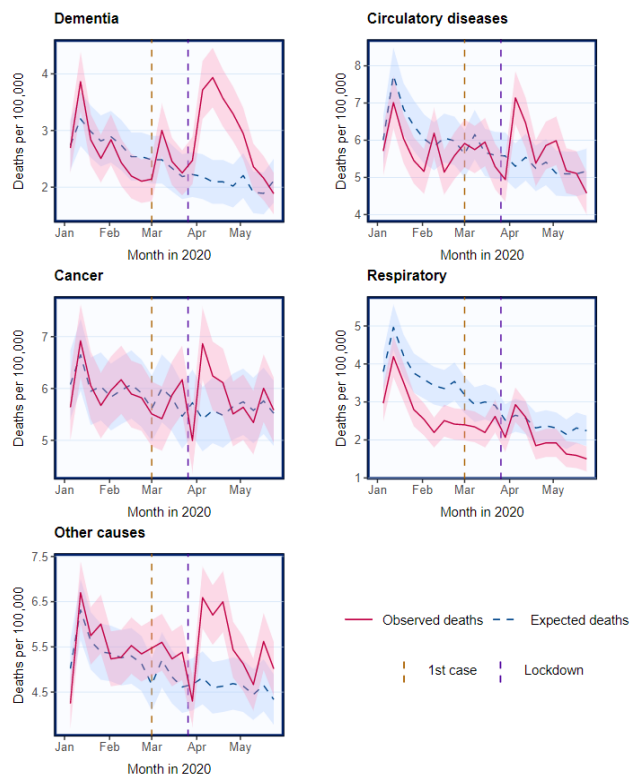 Dementia
Deaths per 100,000
4
3
2
Jan Feb Mar Apr May
Month in 2020
Circulatory diseases
Deaths per 100,000
8
7
6
5
4
Jan Feb Mar Apr May
Month in 2020
Cancer
Deaths per 100,000
7
6
5
Jan Feb Mar Apr May
Month in 2020
Respiratory
Deaths per 100,000
5
4
3
2
1
Jan Feb Mar Apr May
Month in 2020
Other causes
Deaths per 100,000
7.5
6.5
5.5
4.5
Jan Feb Mar Apr May
Month in 2020
Observed deaths Expected deaths
1st case Lockdown